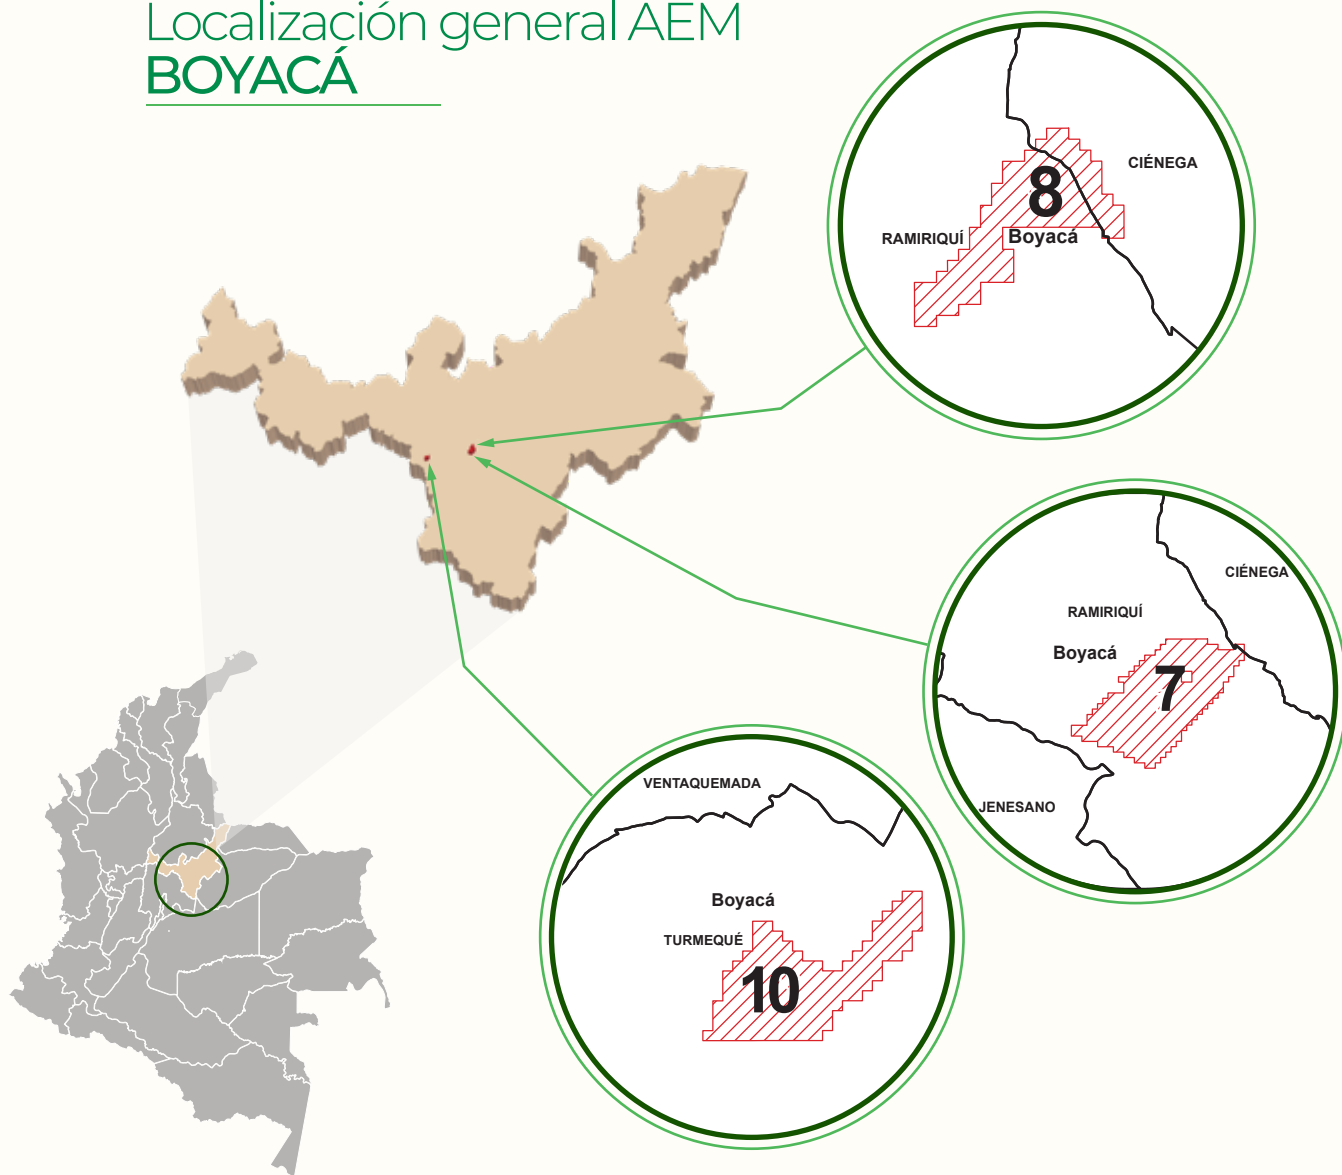 Localización general AEM
BOYACÁ
CIÉNEGA
8
RAMIRIQUÍ
Boyacá
CIÉNEGA
RAMIRIQUÍ
Boyacá
7
JENESANO
VENTAQUEMADA
Boyacá
TURMEQUÉ
10